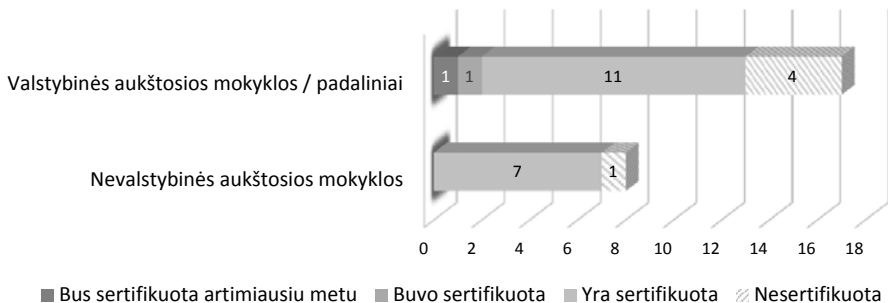 Valstybinės aukštosios mokyklos / padaliniai 1 1 11 4
Nevalstybinės aukštosios mokyklos 7 1
0 2 4 6 8 10 12 14 16 18
Bus sertifikuota artimiausiu metu Buvo sertifikuota Yra sertifikuota Nesertifikuota